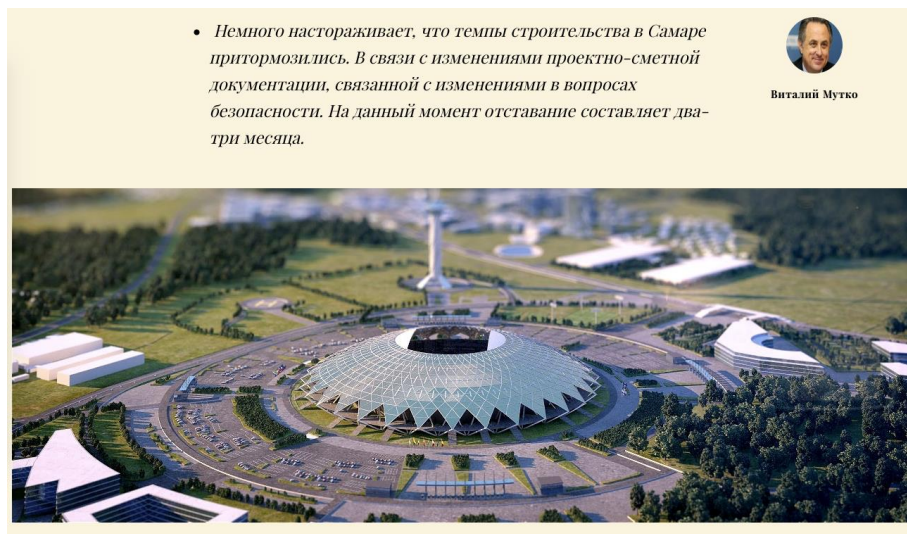 • Немного настораживает, что темпы строительства в Самаре
притормозились. В связи с изменениями проектно-сметной
документации, связанной с изменениями в вопросах
безопасности. На данный момент отставание составляет два-
три месяца.
Виталий Мутко